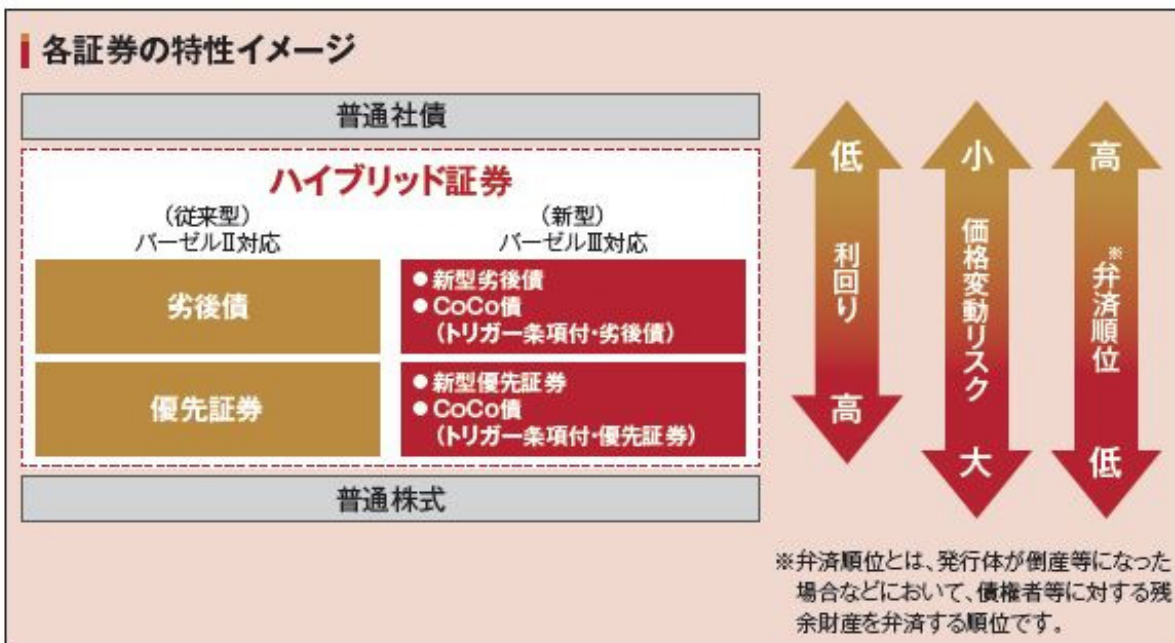 各証券の特性イメージ
普通社債
ハイブリッド証券
(従来型)
バーゼルⅡ対応
(新型)
バーゼルⅢ対応
劣後債
●新型劣後債
●CoCo債
(トリガー条項付・劣後債)
優先証券
●新型優先証券
●CoCo債
(トリガー条項付・優先証券)
普通株式
低
利回り
高
小
価格変動リスク
大
高
※弁済順位
低
※弁済順位とは、発行体が倒産等になった
場合などにおいて、債権者等に対する残
余財産を弁済する順位です。